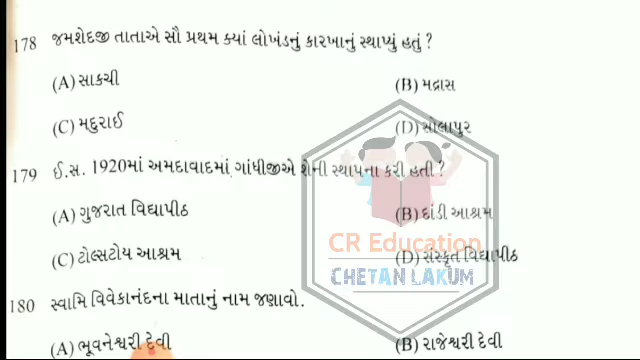 178 જમશેદજી તાતાએ સૌ પ્રથમ ક્યાં લોખંડનું કારખાનું સ્થાપ્યું હતું ?
(A) સાકચી (B) મદ્રાસ
(C) મદુરાઈ (D) સોલાપુર
179 ઈ.સ. 1920માં અમદાવાદમાં ગાંધીજીએ શેની સ્થાપના કરી હતી ?
(A) ગુજરાત વિદ્યાપીઠ (B) દાંડી આશ્રમ
CR Education
(C) ટોલ્સટોય આશ્રમ (D) સંસ્કૃત વિદ્યાપીઠ
CHETAN LAKUM
180 સ્વામિ વિવેકાનંદના માતાનું નામ જણાવો.
(A) ભૂવનેશ્વરી દેવી (B) રાજેશ્વરી દેવી